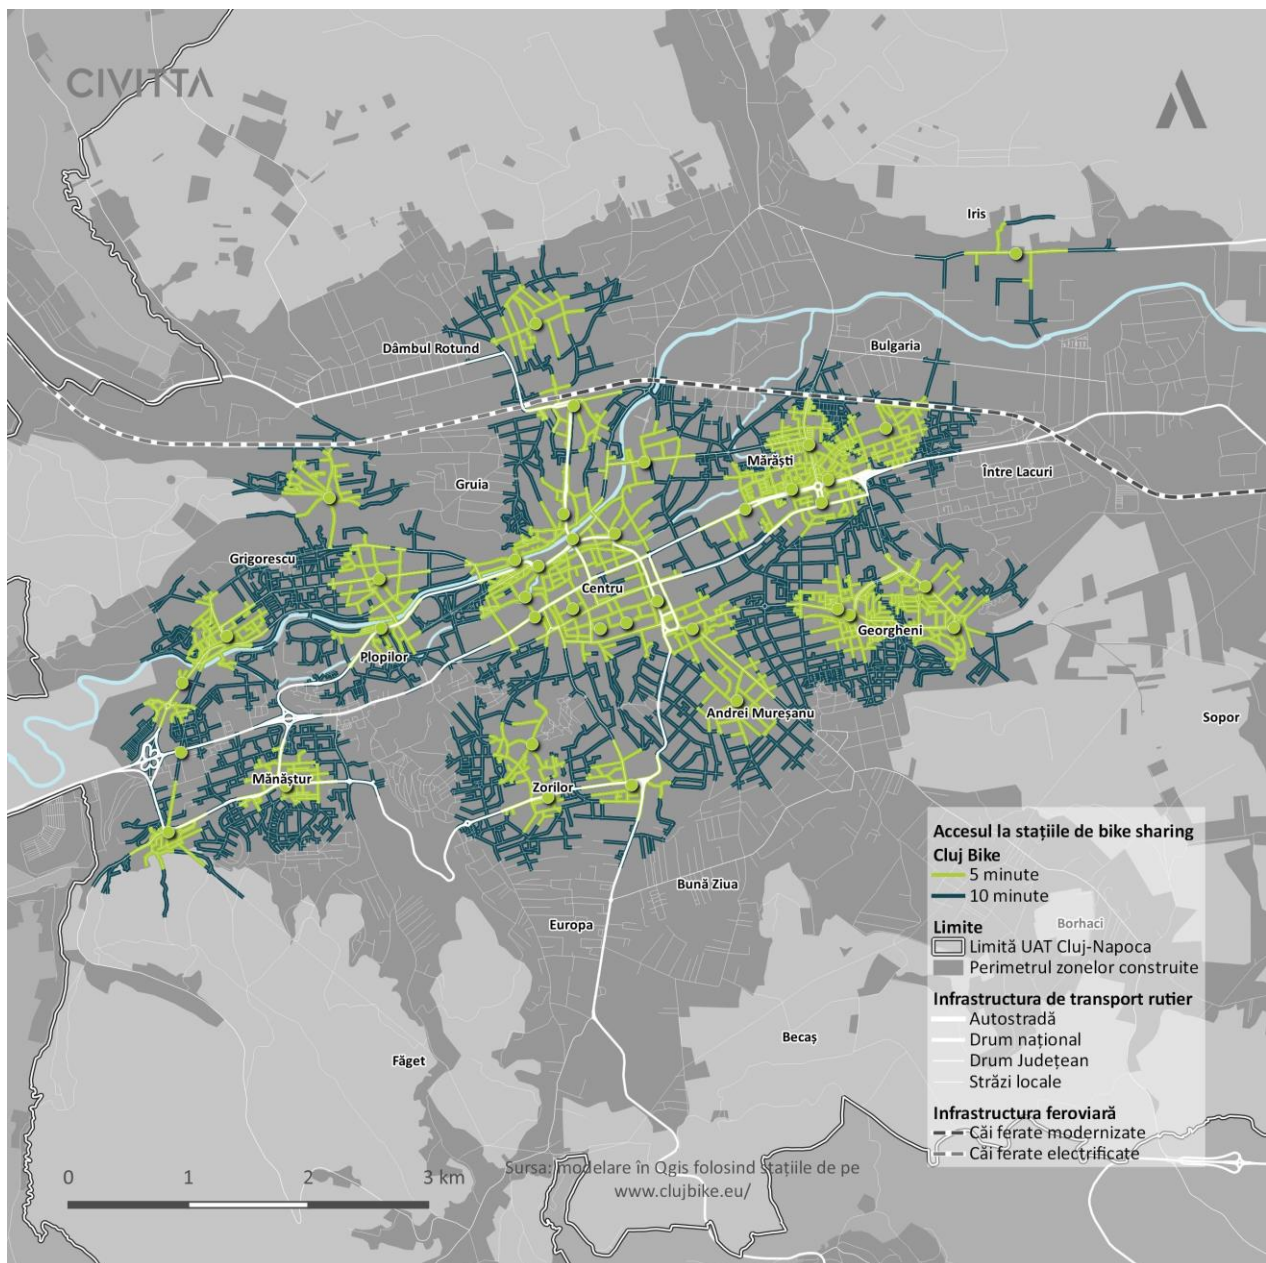 CIVITTA
Iris
Dâmbul Rotund
Bulgaria
Gruia
Mărăști
Între Lacuri
Grigorescu
Centru
Georgheni
Plopilor
Andrei Mureșanu
Sopor
Mănăștur
Zorilor
Bună Ziua
Europa
Făget
Becaș
Accesul la stațiile de bike sharing
Cluj Bike
5 minute
10 minute
Limite
Borhaci
Limită UAT Cluj-Napoca
Perimetrul zonelor construite
Infrastructura de transport rutier
Autostradă
Drum național
Drum Județean
Străzi locale
Infrastructura feroviară
Căi ferate modernizate
Căi ferate electrificate
0 1 2 3 km
Sursa: modelare în Qgis folosind stațiile de pe
www.clujbike.eu/